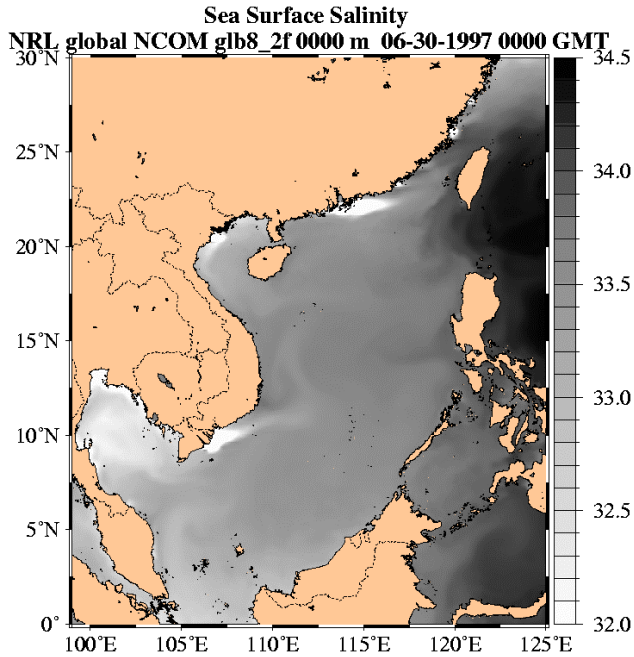 Sea Surface Salinity
NRL global NCOM glb8_2f 0000 m  06-30-1997 0000 GMT
30°N
25°N
20°N
15°N
10°N
5°N
0°
100°E
105°E
110°E
115°E
120°E
125°E
34.5
34.0
33.5
33.0
32.5
32.0